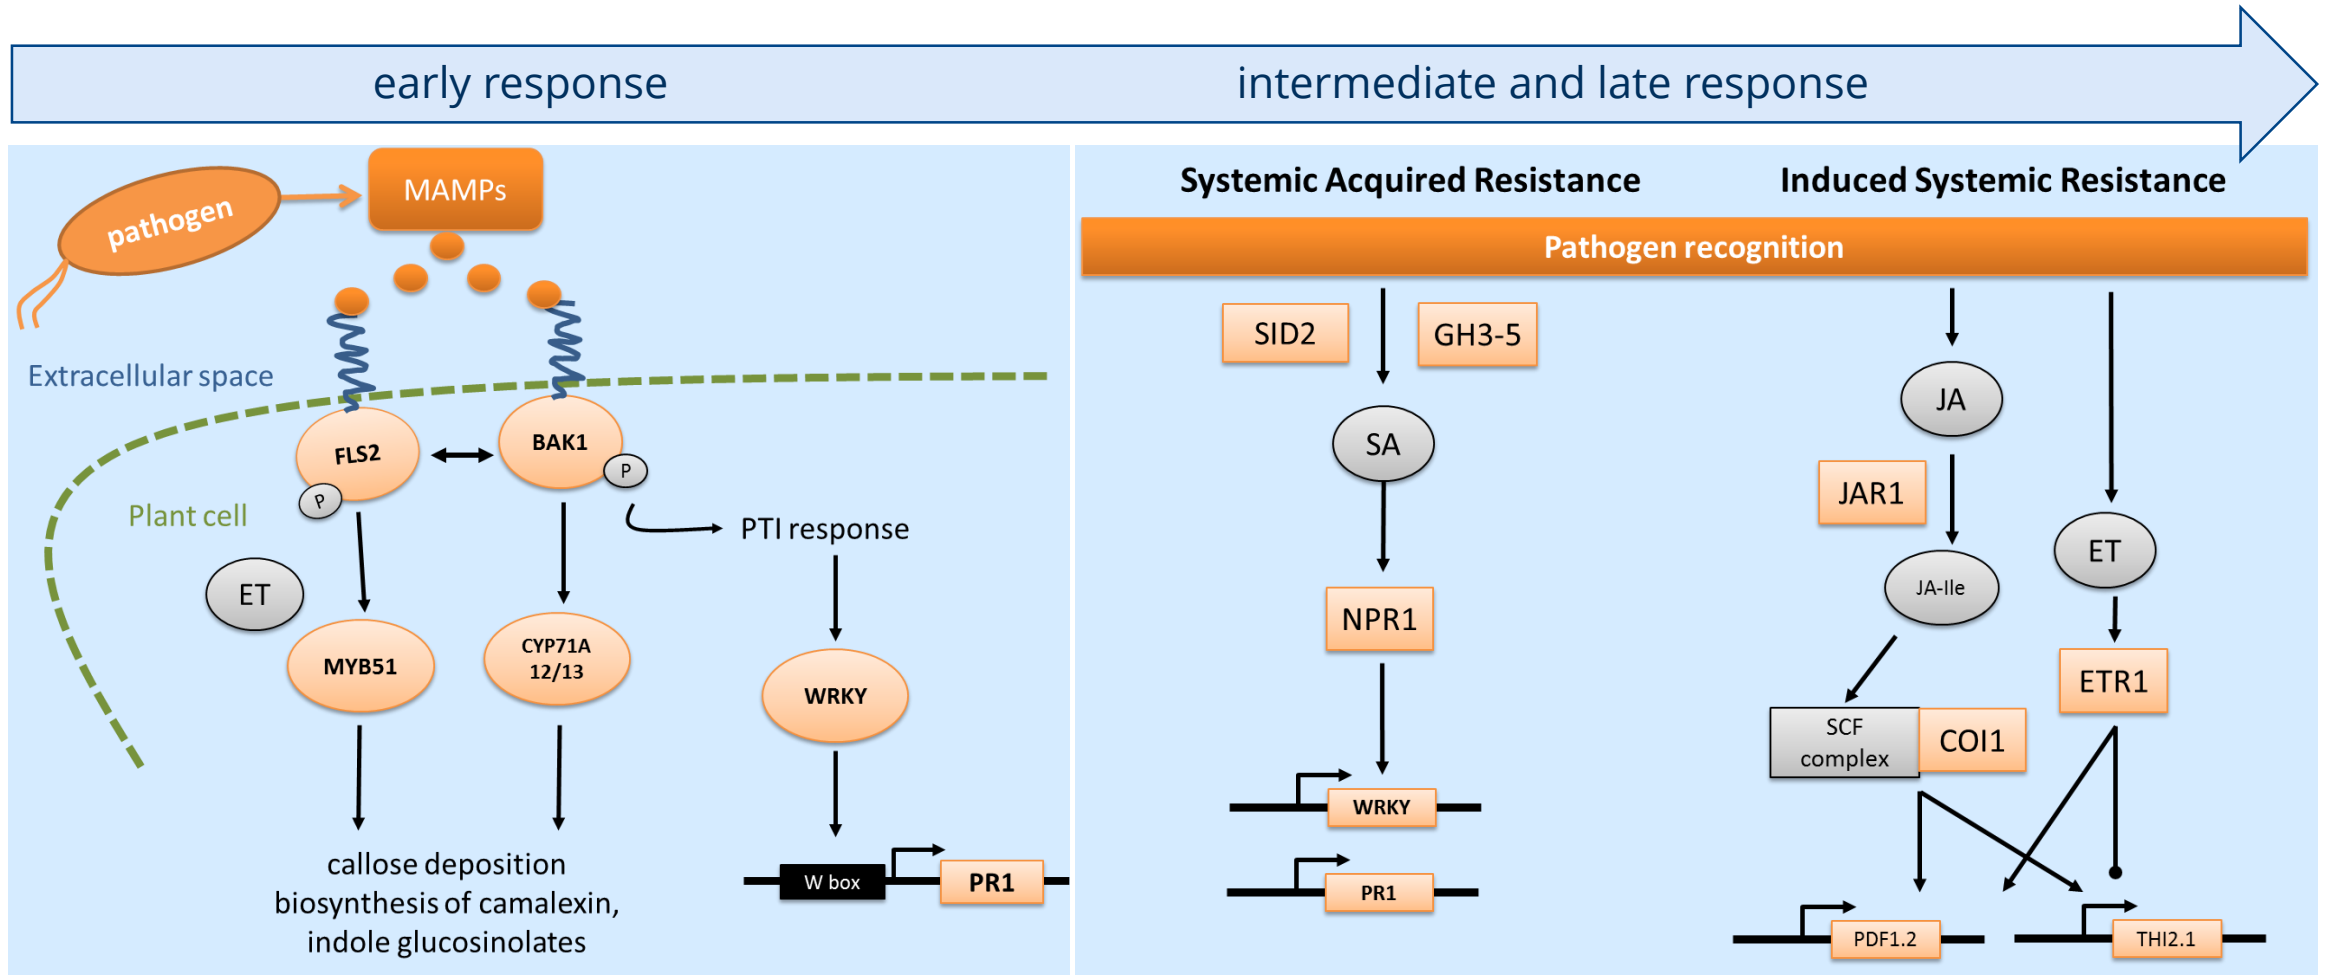 early response
intermediate and late response
pathogen
MAMPs
Extracellular space
Plant cell
FLS2
P
BAK1
P
ET
MYB51
CYP71A
12/13
PTI response
WRKY
callose deposition
biosynthesis of camalexin,
indole glucosinolates
W box
PR1
Systemic Acquired Resistance
Induced Systemic Resistance
Pathogen recognition
SID2
GH3-5
SA
NPR1
WRKY
PR1
JA
JAR1
JA-Ile
ET
ETR1
SCF
complex
COI1
PDF1.2
THI2.1